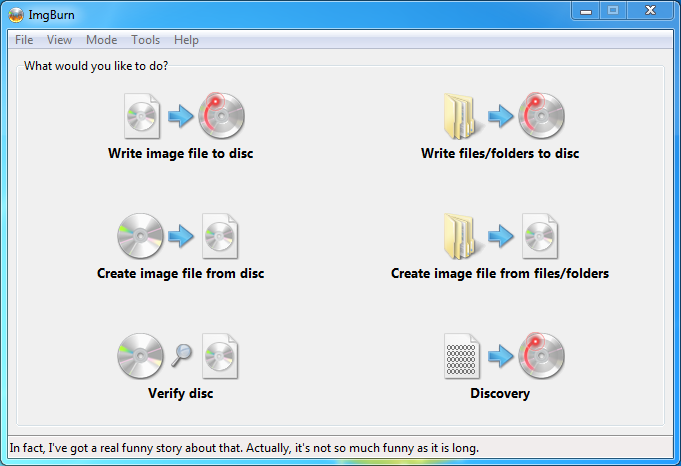 ImgBurn
File View Mode Tools Help
What would you like to do?
Write image file to disc
Write files/folders to disc
Create image file from disc
Create image file from files/folders
Verify disc
Discovery
In fact, I've got a real funny story about that. Actually, it's not so much funny as it is long.